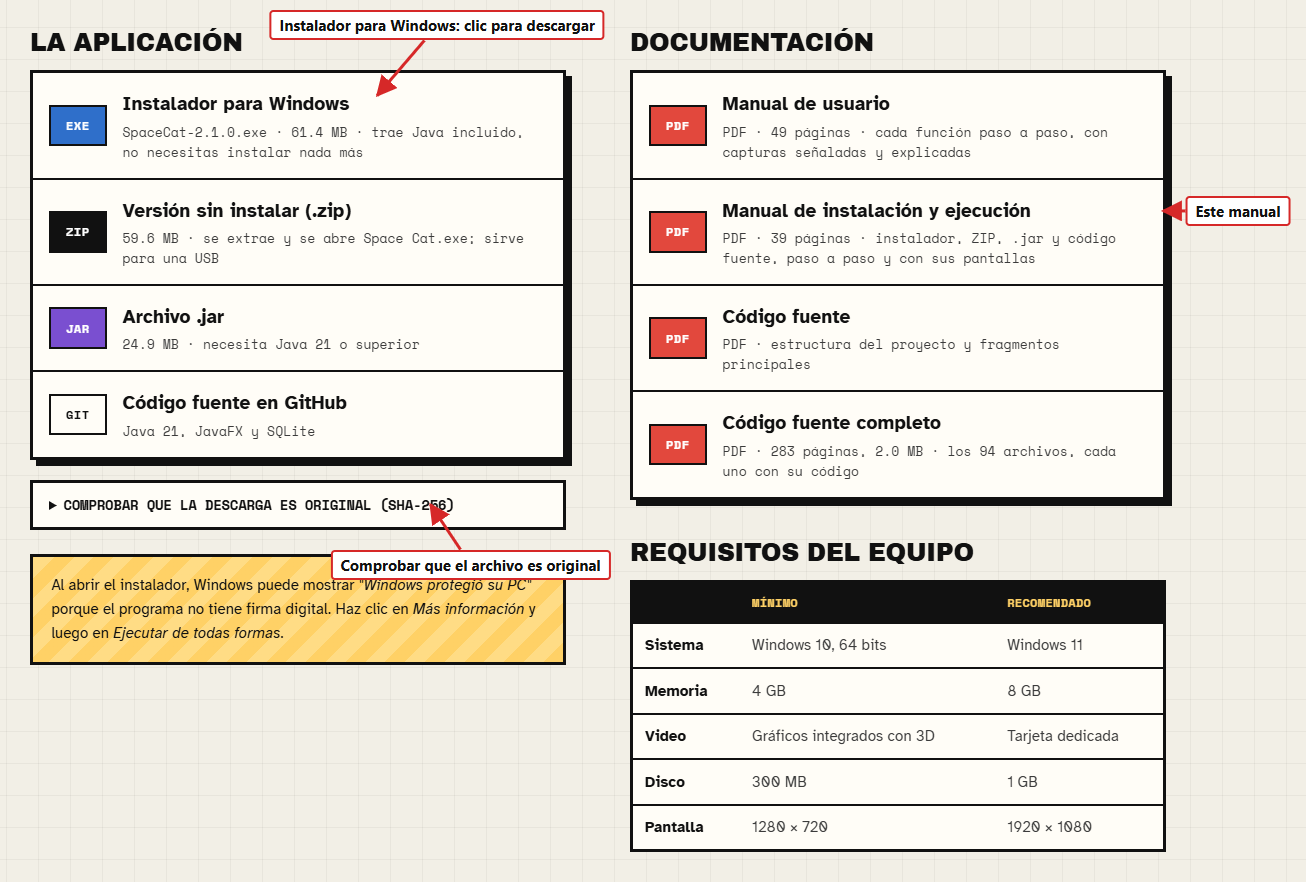 Instalador para Windows: clic para descargar
LA APLICACIÓN
EXE
Instalador para Windows
SpaceCat-2.1.0.exe · 61.4 MB · trae Java incluido,
no necesitas instalar nada más
ZIP
Versión sin instalar (.zip)
59.6 MB · se extrae y se abre Space Cat.exe; sirve
para una USB
JAR
Archivo .jar
24.9 MB · necesita Java 21 o superior
GIT
Código fuente en GitHub
Java 21, JavaFX y SQLite
▶ COMPROBAR QUE LA DESCARGA ES ORIGINAL (SHA-256)
Comprobar que el archivo es original
Al abrir el instalador, Windows puede mostrar "Windows protegió su PC"
porque el programa no tiene firma digital. Haz clic en Más información y
luego en Ejecutar de todas formas.
DOCUMENTACIÓN
PDF
Manual de usuario
PDF · 49 páginas · cada función paso a paso, con
capturas señaladas y explicadas
PDF
Manual de instalación y ejecución
PDF · 39 páginas · instalador, ZIP, .jar y código
fuente, paso a paso y con sus pantallas
Este manual
PDF
Código fuente
PDF · estructura del proyecto y fragmentos
principales
PDF
Código fuente completo
PDF · 283 páginas, 2.0 MB · los 94 archivos, cada
uno con su código
REQUISITOS DEL EQUIPO
MÍNIMO RECOMENDADO
Sistema Windows 10, 64 bits Windows 11
Memoria 4 GB 8 GB
Video Gráficos integrados con 3D Tarjeta dedicada
Disco 300 MB 1 GB
Pantalla 1280 × 720 1920 × 1080